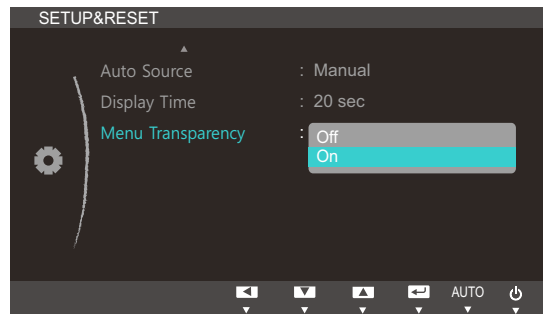 SETUP&RESET
Auto Source : Manual
Display Time : 20 sec
Menu Transparency : Off
On
AUTO